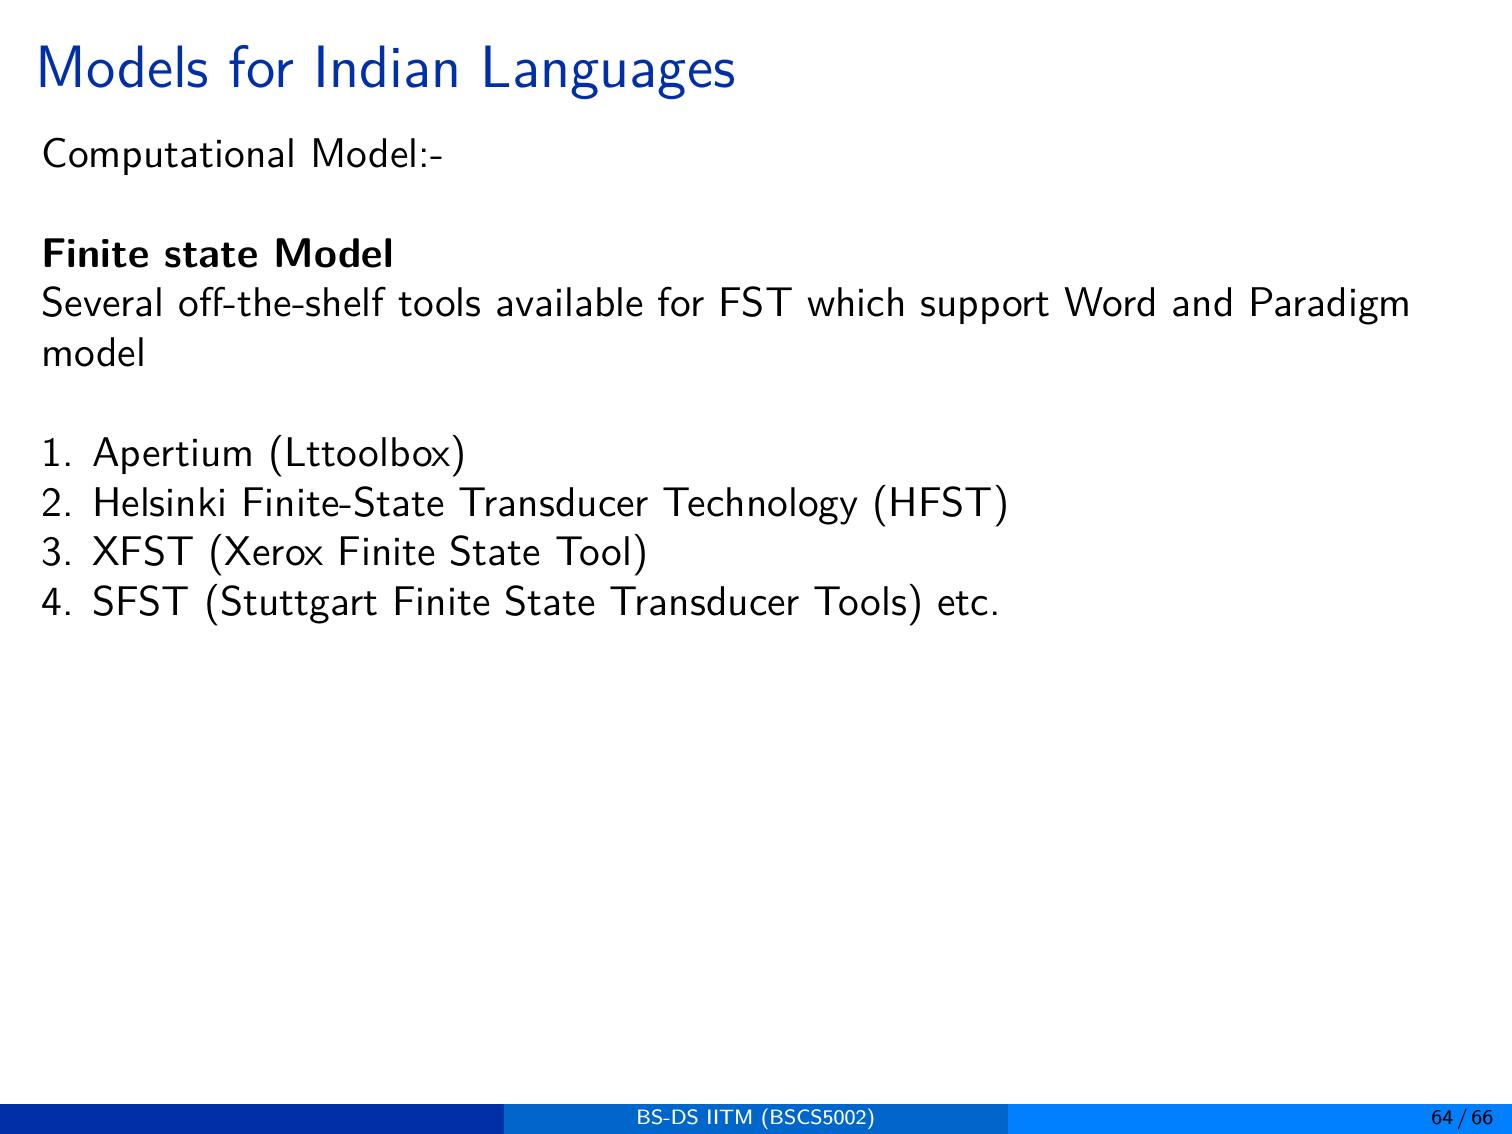 Models for Indian Languages
Computational Model:-
Finite state Model
Several off-the-shelf tools available for FST which support Word and Paradigm
model
1. Apertium (Lttoolbox)
2. Helsinki Finite-State Transducer Technology (HFST)
3. XFST (Xerox Finite State Tool)
4. SFST (Stuttgart Finite State Transducer Tools) etc.
BS-DS IITM (BSCS5002)
64 / 66